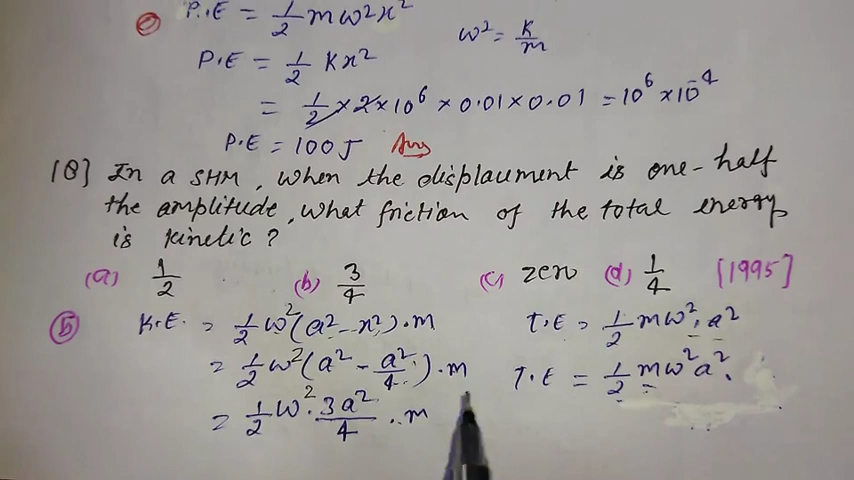 P.E = 1/2 mω²x²
ω² = K/m
P.E = 1/2 Kx²
= 1/2 × 2 × 10⁶ × 0.01 × 0.01 = 10⁶ × 10⁻⁴
P.E = 100J Ans
18] In a SHM, when the displaument is one-half
the amplitude, what friction of the total energy
is kinetic?
(a) 1/2 (b) 3/4 (c) zero (d) 1/4 [1995]
(b) K.E. = 1/2 ω²(a² - x²).m
T.E = 1/2 mω².a²
= 1/2 ω²(a² - a²/4).m
T.E = 1/2 mω²a².
= 1/2 ω². 3a²/4 ..m